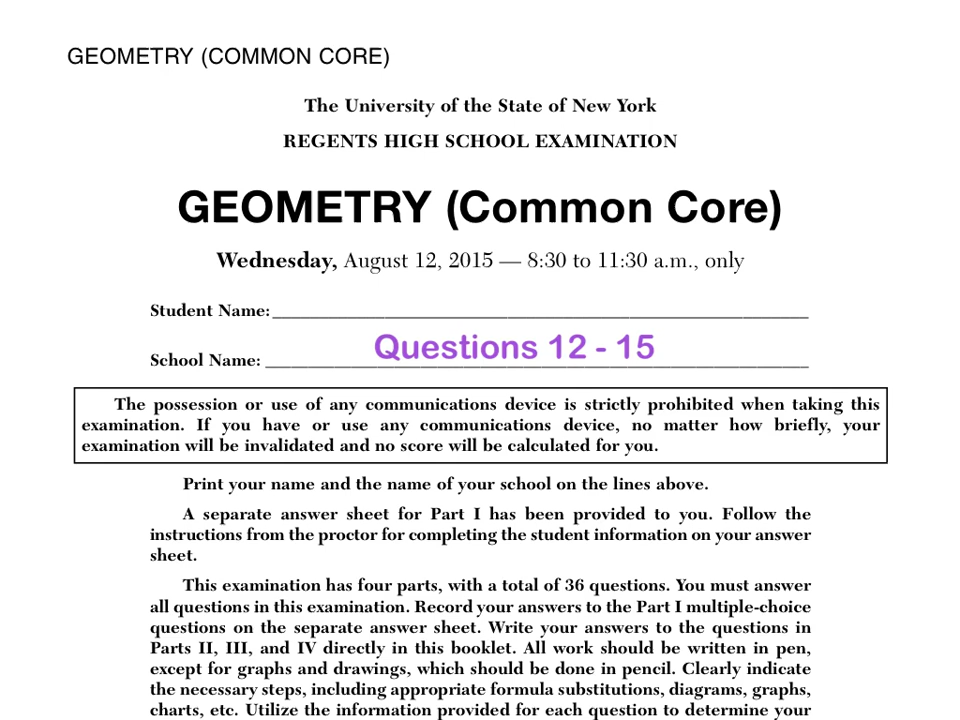 GEOMETRY (COMMON CORE)
The University of the State of New York
REGENTS HIGH SCHOOL EXAMINATION
GEOMETRY (Common Core)
Wednesday, August 12, 2015 — 8:30 to 11:30 a.m., only
Student Name:
Questions 12 - 15
School Name:
The possession or use of any communications device is strictly prohibited when taking this
examination. If you have or use any communications device, no matter how briefly, your
examination will be invalidated and no score will be calculated for you.
Print your name and the name of your school on the lines above.
A separate answer sheet for Part I has been provided to you. Follow the
instructions from the proctor for completing the student information on your answer
sheet.
This examination has four parts, with a total of 36 questions. You must answer
all questions in this examination. Record your answers to the Part I multiple-choice
questions on the separate answer sheet. Write your answers to the questions in
Parts II, III, and IV directly in this booklet. All work should be written in pen,
except for graphs and drawings, which should be done in pencil. Clearly indicate
the necessary steps, including appropriate formula substitutions, diagrams, graphs,
charts, etc. Utilize the information provided for each question to determine your